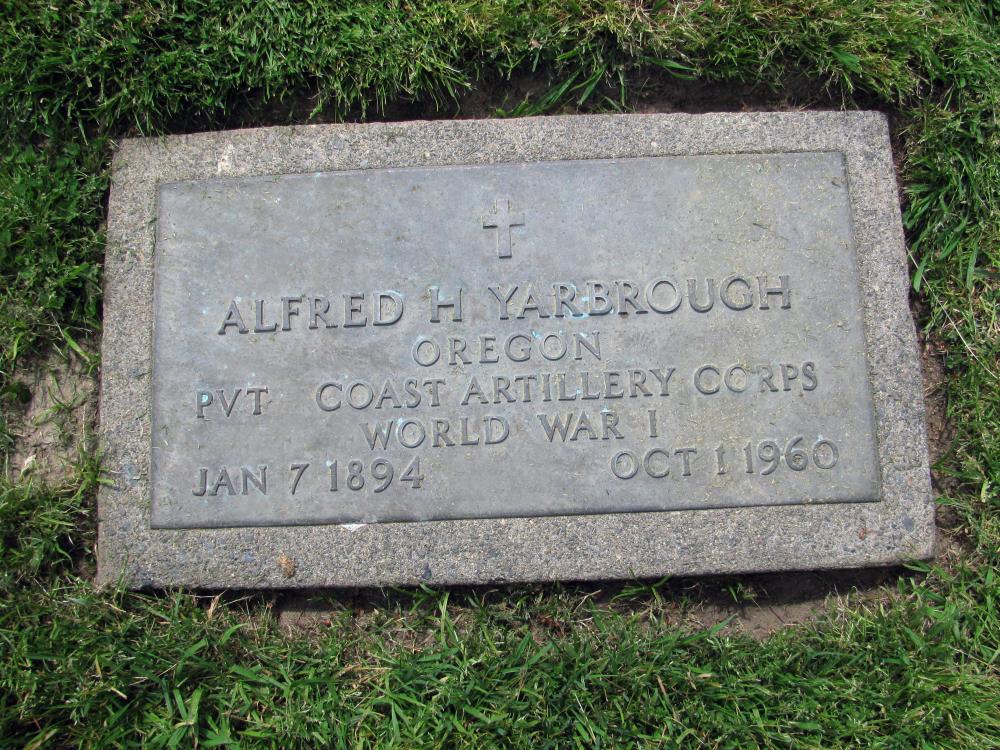 ALFRED H YARBROUGH
OREGON
PVT COAST ARTILLERY CORPS
WORLD WAR I
JAN 7 1894 OCT 1 1960